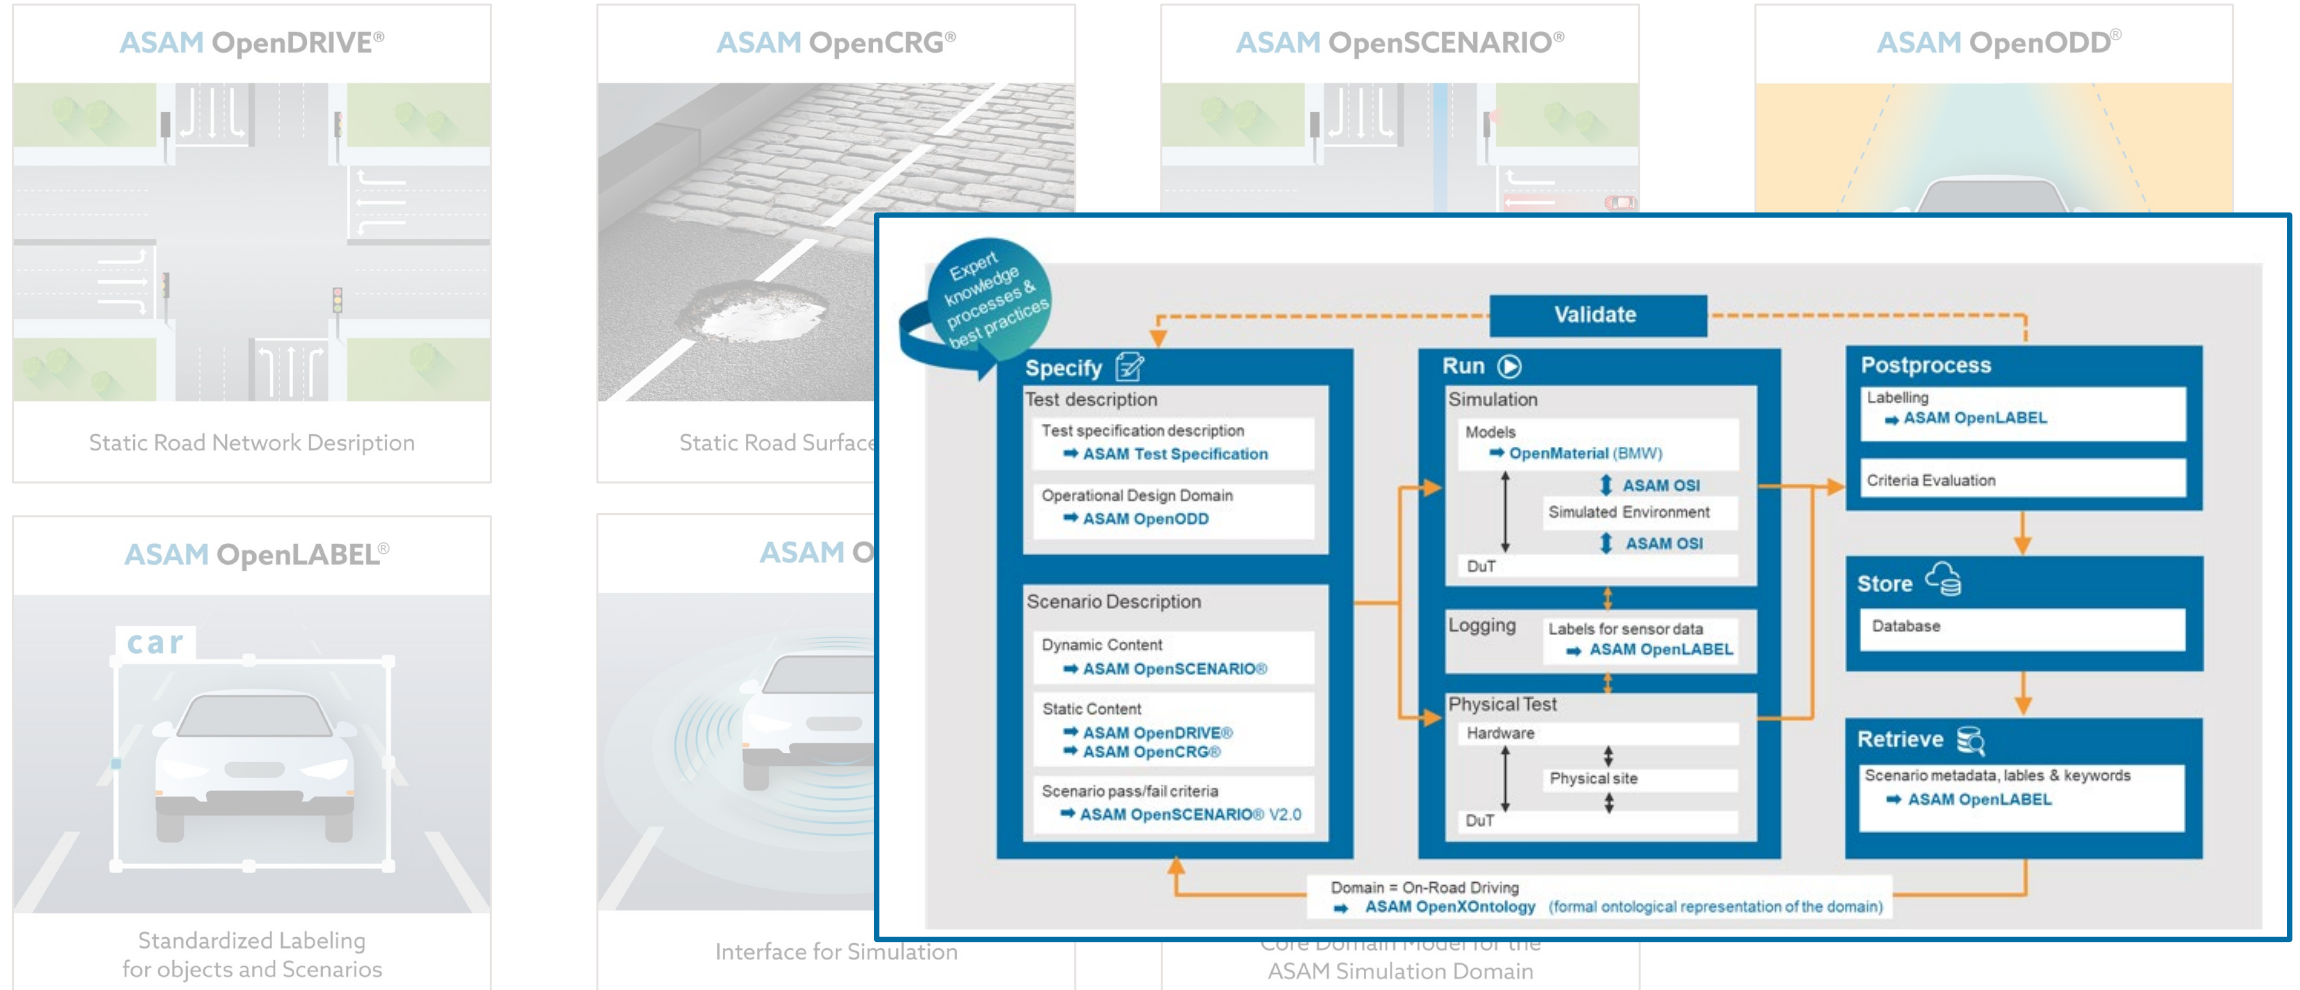 ASAM OpenDRIVE®
ASAM OpenCRG®
ASAM OpenSCENARIO®
ASAM OpenODD®
Static Road Network Desription
Static Road Surface
ASAM OpenLABEL®
car
Standardized Labeling
for objects and Scenarios
ASAM O
Interface for Simulation
Core Domain Model for the
ASAM Simulation Domain
Expert
knowledge
processes &
best practices
Validate
Specify
Test description
Test specification description
➡ ASAM Test Specification
Operational Design Domain
➡ ASAM OpenODD
Scenario Description
Dynamic Content
➡ ASAM OpenSCENARIO®
Static Content
➡ ASAM OpenDRIVE®
➡ ASAM OpenCRG®
Scenario pass/fail criteria
➡ ASAM OpenSCENARIO® V2.0
Run
Simulation
Models
➡ OpenMaterial (BMW)
ASAM OSI
Simulated Environment
ASAM OSI
DuT
Logging
Labels for sensor data
➡ ASAM OpenLABEL
Physical Test
Hardware
Physical site
DuT
Postprocess
Labelling
➡ ASAM OpenLABEL
Criteria Evaluation
Store
Database
Retrieve
Scenario metadata, lables & keywords
➡ ASAM OpenLABEL
Domain = On-Road Driving
➡ ASAM OpenXOntology (formal ontological representation of the domain)